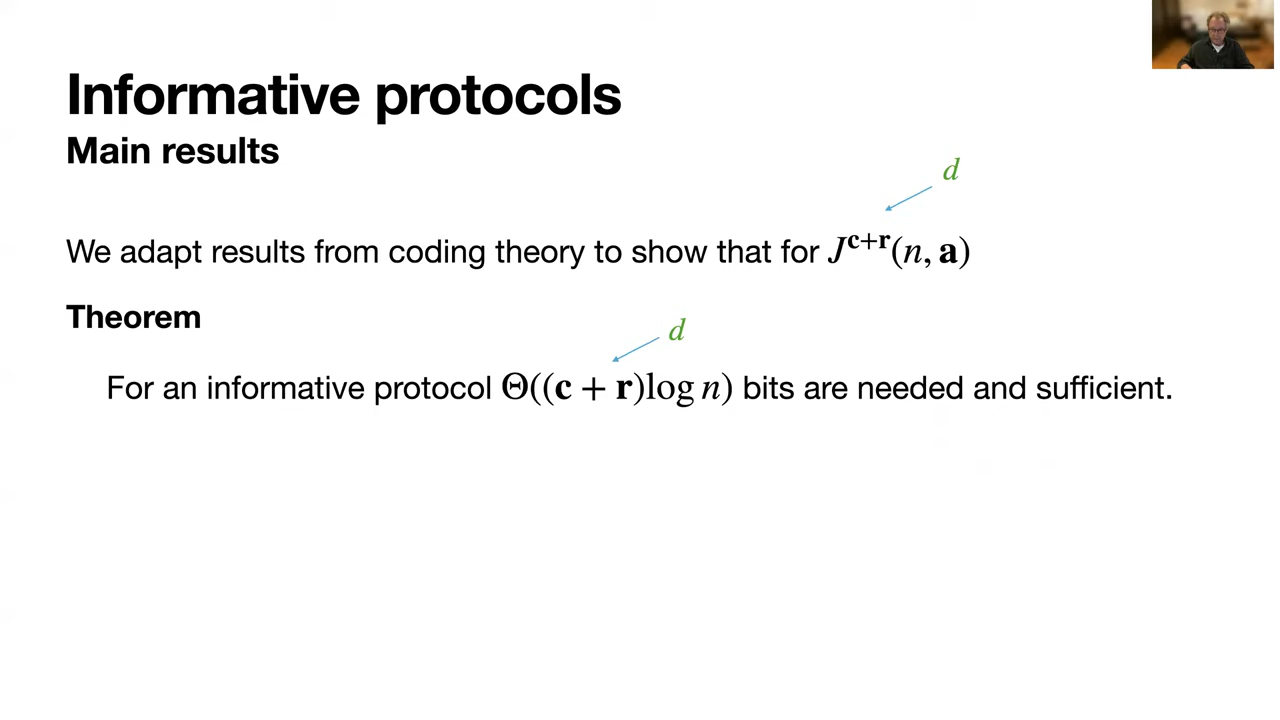 Informative protocols
Main results
d
We adapt results from coding theory to show that for J^{c+r}(n, a)
Theorem
d
For an informative protocol Θ((c + r)log n) bits are needed and sufficient.